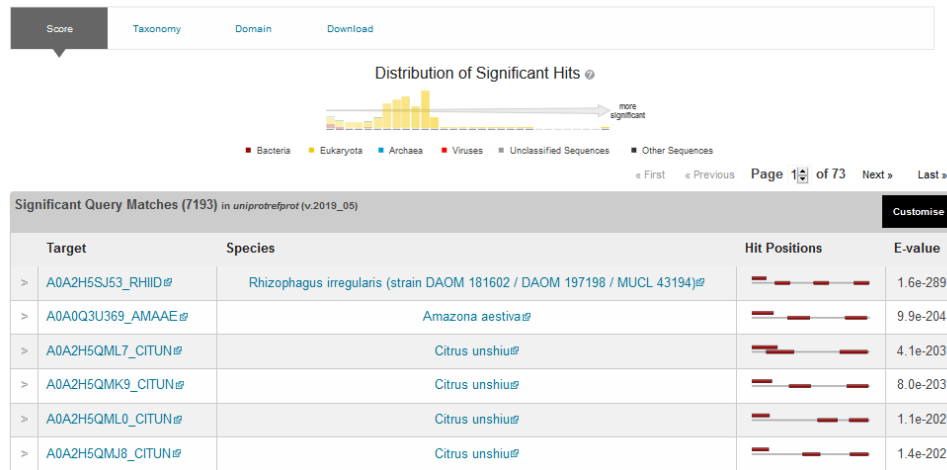 Score Taxonomy Domain Download
Distribution of Significant Hits
more
significant
Bacteria Eukaryota Archaea Viruses Unclassified Sequences Other Sequences
« First « Previous Page 1 of 73 Next » Last »
Significant Query Matches (7193) in uniprotrefprot (v.2019_05) Customise
Target Species Hit Positions E-value
> A0A2H5SJ53_RHIID Rhizophagus irregularis (strain DAOM 181602 / DAOM 197198 / MUCL 43194) 1.6e-289
> A0A0Q3U369_AMAAE Amazona aestiva 9.9e-204
> A0A2H5QML7_CITUN Citrus unshiu 4.1e-203
> A0A2H5QMK9_CITUN Citrus unshiu 8.0e-203
> A0A2H5QML0_CITUN Citrus unshiu 1.1e-202
> A0A2H5QMJ8_CITUN Citrus unshiu 1.4e-202